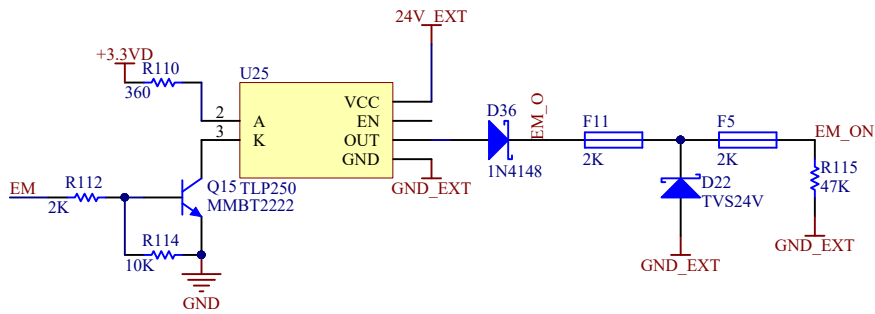 24V_EXT
+3.3VD
R110
360
U25
2
A
3
K
VCC
EN
OUT
GND
TLP250
GND_EXT
D36
1N4148
EM_O
F11
2K
F5
2K
EM_ON
R115
47K
D22
TVS24V
GND_EXT
GND_EXT
EM
R112
2K
Q15
MMBT2222
R114
10K
GND